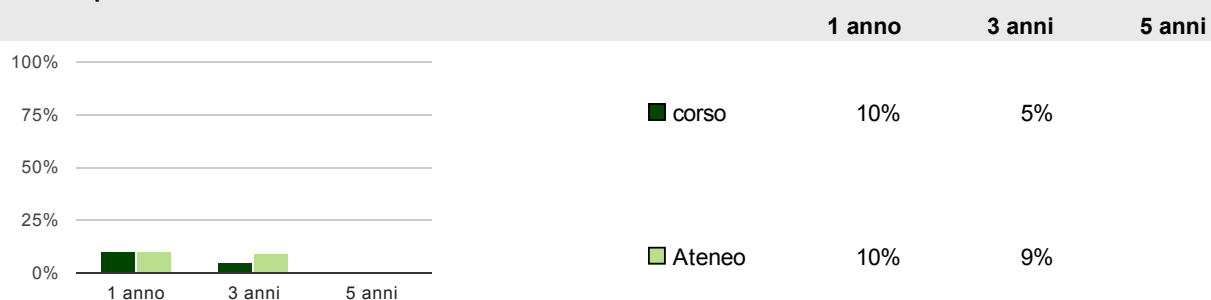 1 anno 3 anni 5 anni
100%
75%
50%
25%
0%
1 anno 3 anni 5 anni
corso 10% 5%
Ateneo 10% 9%